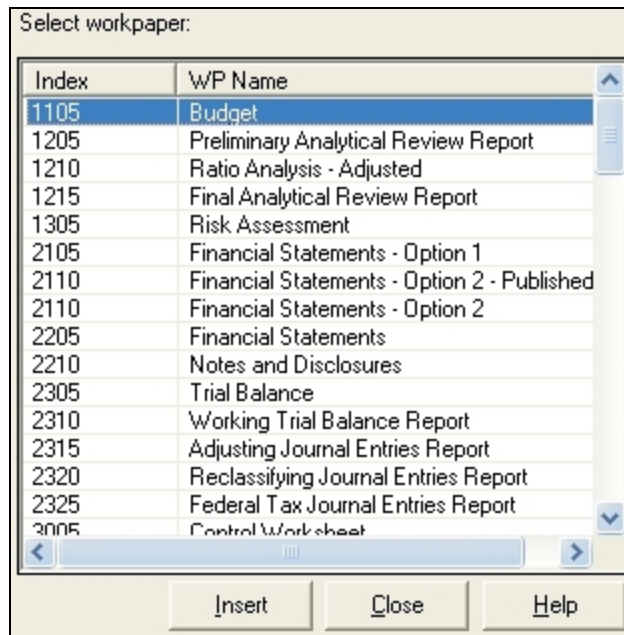 Select workpaper:
Index WP Name
1105 Budget
1205 Preliminary Analytical Review Report
1210 Ratio Analysis - Adjusted
1215 Final Analytical Review Report
1305 Risk Assessment
2105 Financial Statements - Option 1
2110 Financial Statements - Option 2 - Published
2110 Financial Statements - Option 2
2205 Financial Statements
2210 Notes and Disclosures
2305 Trial Balance
2310 Working Trial Balance Report
2315 Adjusting Journal Entries Report
2320 Reclassifying Journal Entries Report
2325 Federal Tax Journal Entries Report
3005 Control Worksheet
Insert Close Help